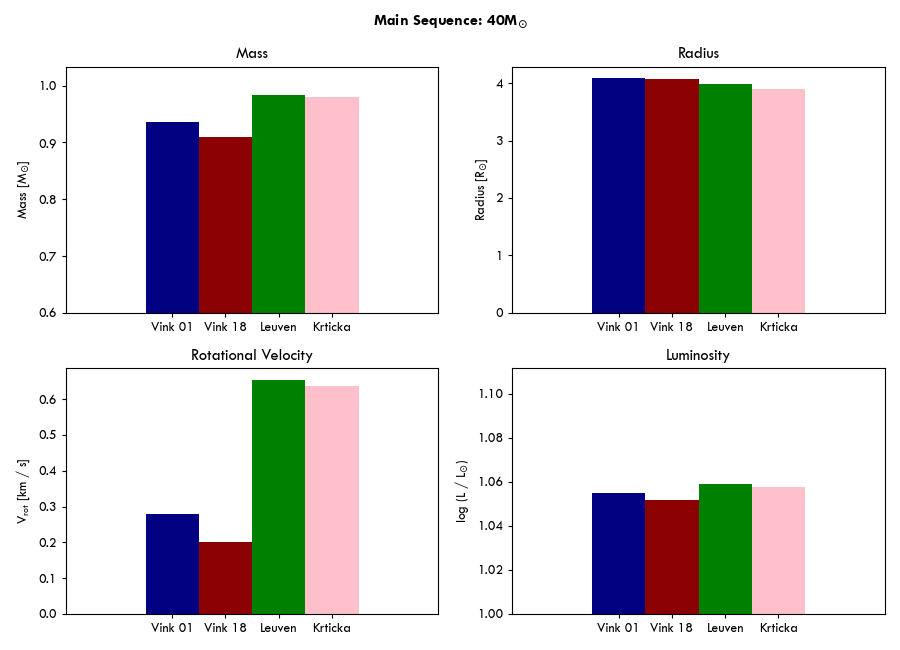 Main Sequence: 40M⊙
Mass
Mass [M⊙]
1.0
0.9
0.8
0.7
0.6
Vink 01 Vink 18 Leuven Krticka
Radius
Radius [R⊙]
4
3
2
1
0
Vink 01 Vink 18 Leuven Krticka
Rotational Velocity
Vrot [km / s]
0.6
0.5
0.4
0.3
0.2
0.1
0.0
Vink 01 Vink 18 Leuven Krticka
Luminosity
log (L / L⊙)
1.10
1.08
1.06
1.04
1.02
1.00
Vink 01 Vink 18 Leuven Krticka